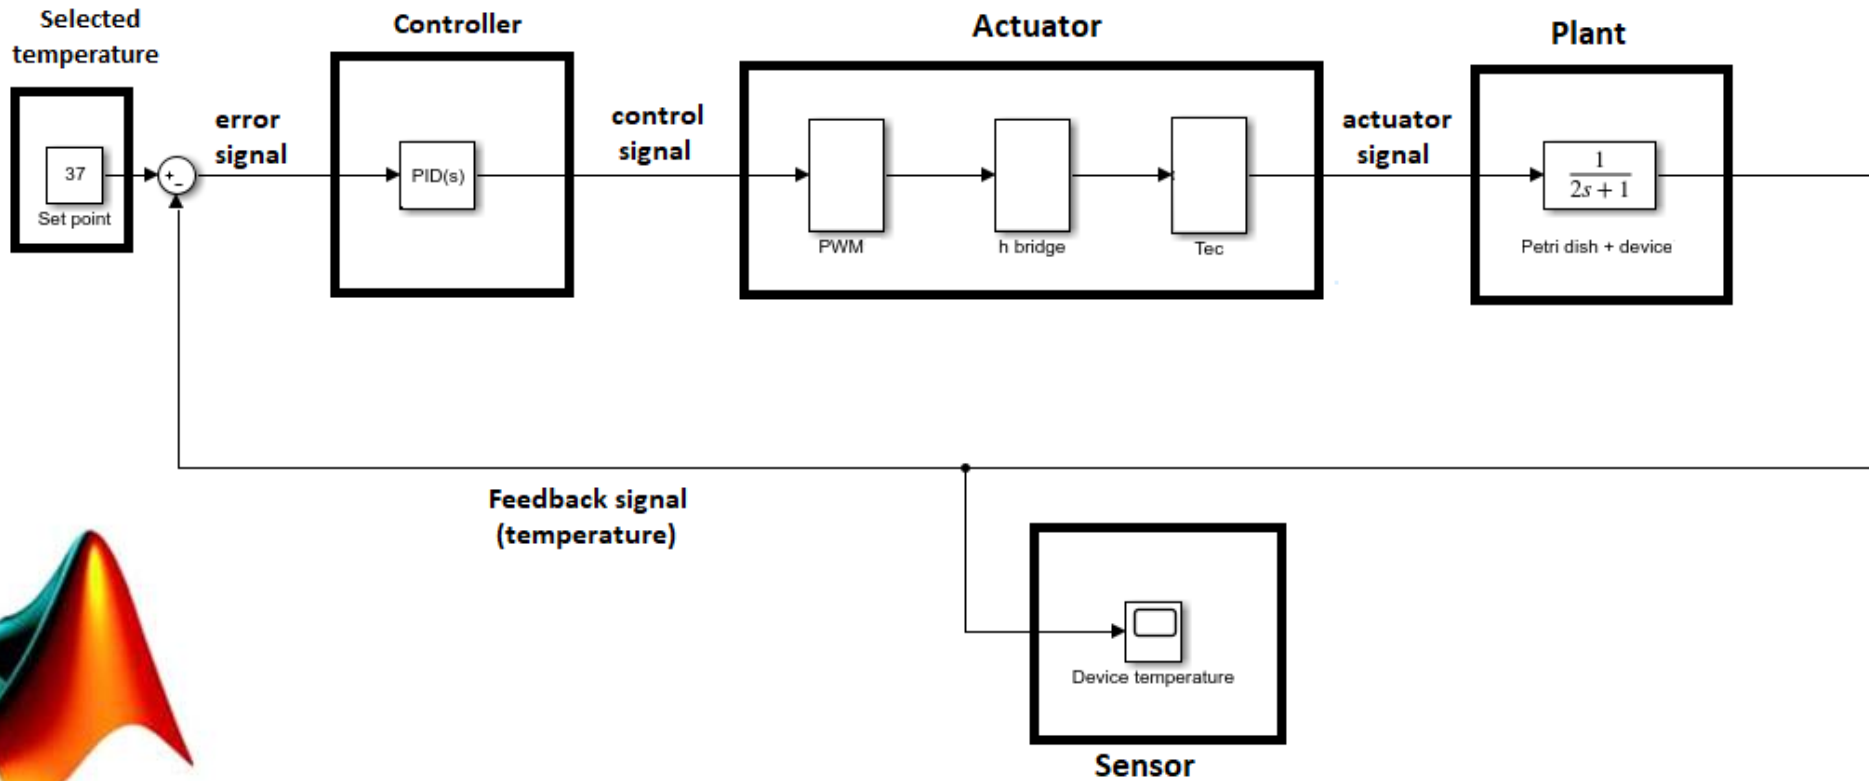 Selected
temperature
Controller
Actuator
Plant
error
signal
control
signal
actuator
signal
37
Set point
+
-
PID(s)
PWM
h bridge
Tec
1
2s + 1
Petri dish + device
Feedback signal
(temperature)
Device temperature
Sensor